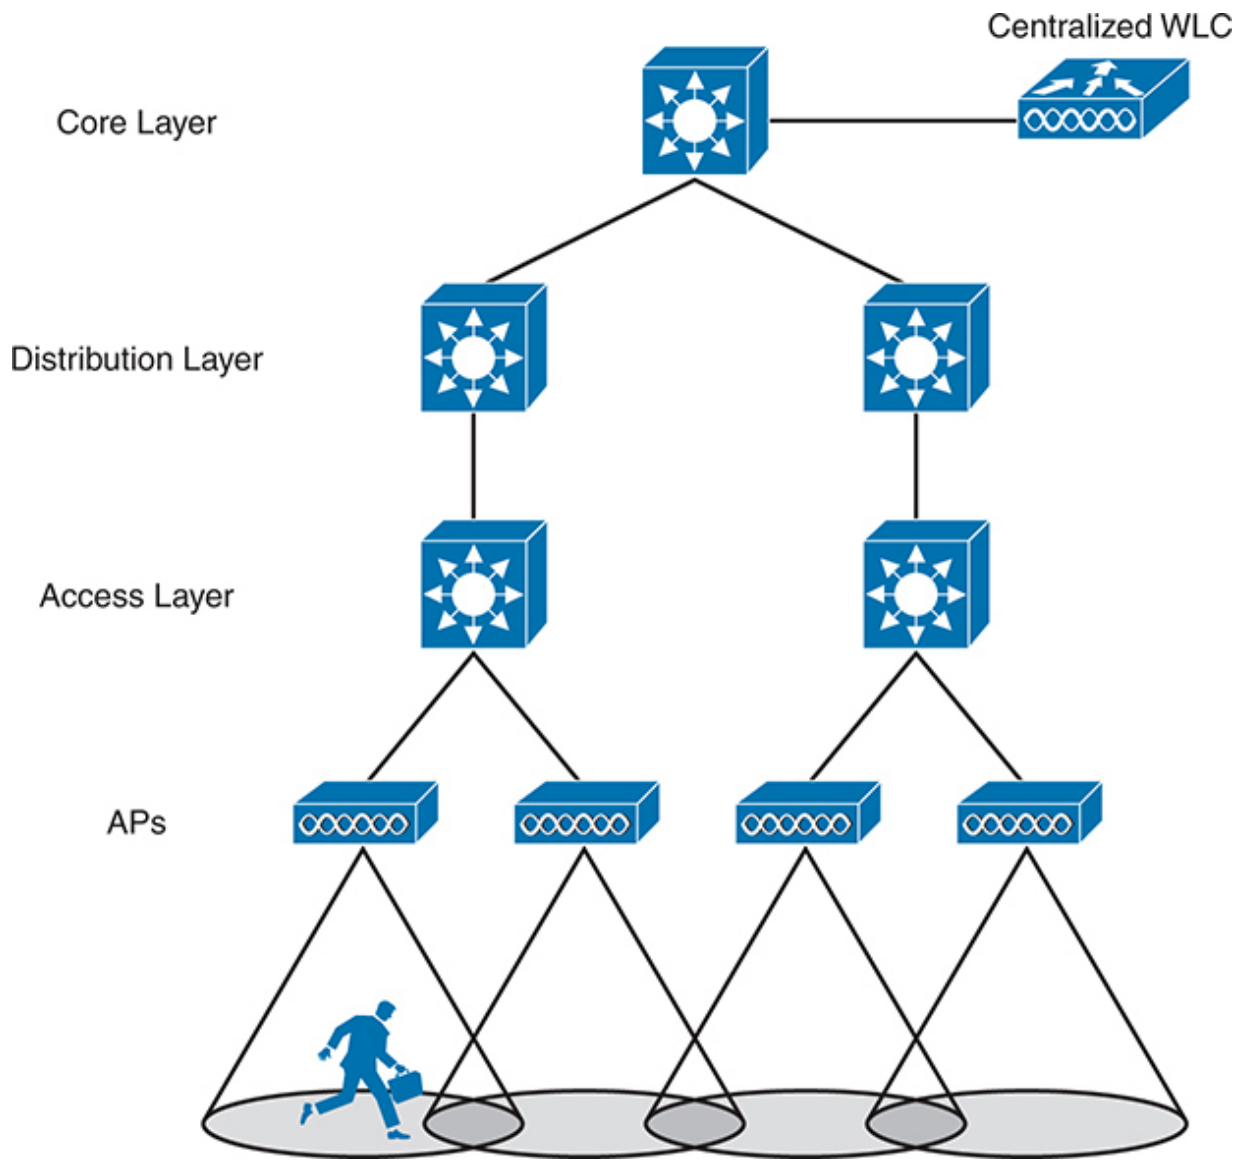 Centralized WLC
Core Layer
Distribution Layer
Access Layer
APs